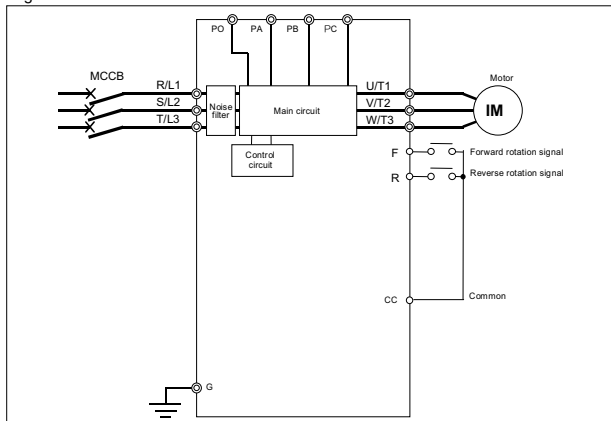 PO PA PB PC
MCCB
R/L1
S/L2
T/L3
Noise
filter
Main circuit
Control
circuit
U/T1
V/T2
W/T3
Motor
IM
F
Forward rotation signal
R
Reverse rotation signal
CC
Common
G